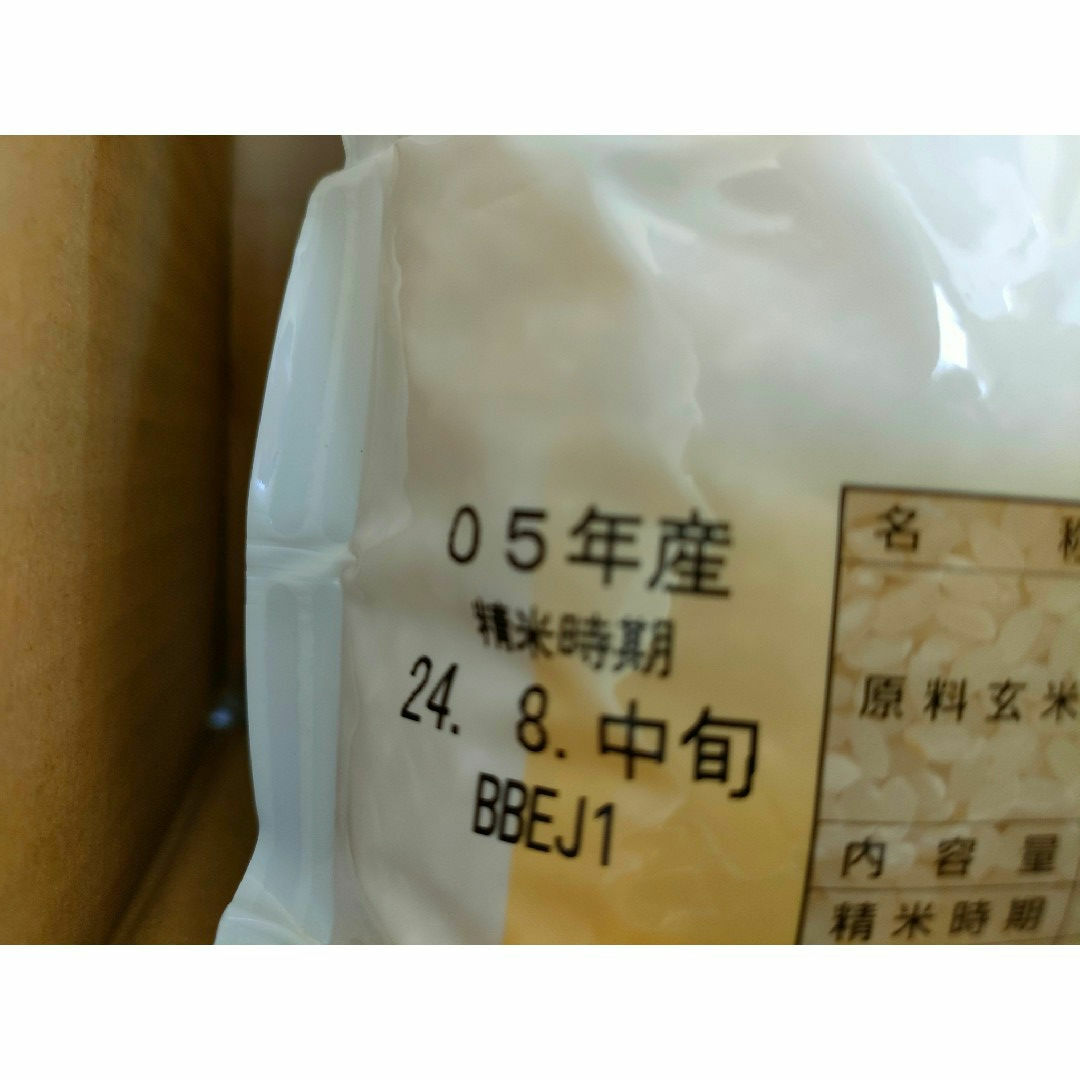 05年産
精米時期
24. 8. 中旬
BBEJ1
名
原料玄米
内容量
精米時期